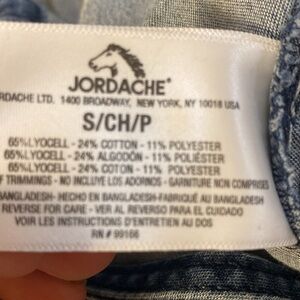 JORDACHE
RDACHE LTD. 1400 BROADWAY, NEW YORK, NY 10018 USA
S/CH/P
65%LYOCELL - 24% COTTON - 11% POLYESTER
65%LYOCELL - 24% ALGODÓN - 11% POLIÉSTER
65%LYOCELL - 24% COTON - 11% POLYESTER
F TRIMMINGS - NO INCLUYE LOS ADORNOS - GARNITURE NON COMPRISES
BANGLADESH- HECHO EN BANGLADESH-FABRIQUÉ AU BANGLADESH
REVERSE FOR CARE - VER AL REVERSO PARA EL CUIDADO
VOIR LES INSTRUCTIONS D'ENTRETIEN AU DOS
RN # 99166